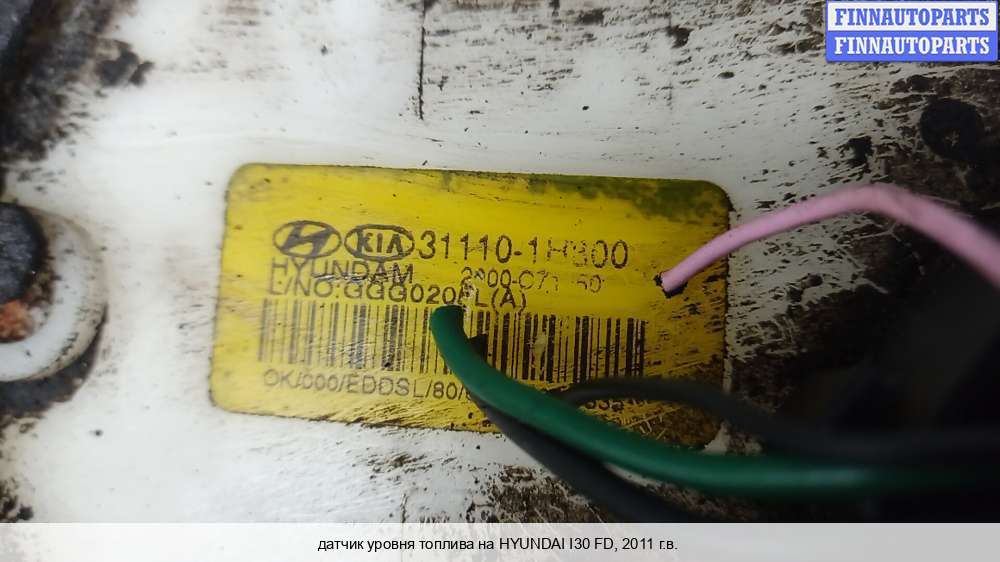 FINNAUTOPARTS
FINNAUTOPARTS
KIA 31110-1H300
HYUNDAM
L/NO:GGG020
OK/000/EDDSL/80/
датчик уровня топлива на HYUNDAI I30 FD, 2011 г.в.